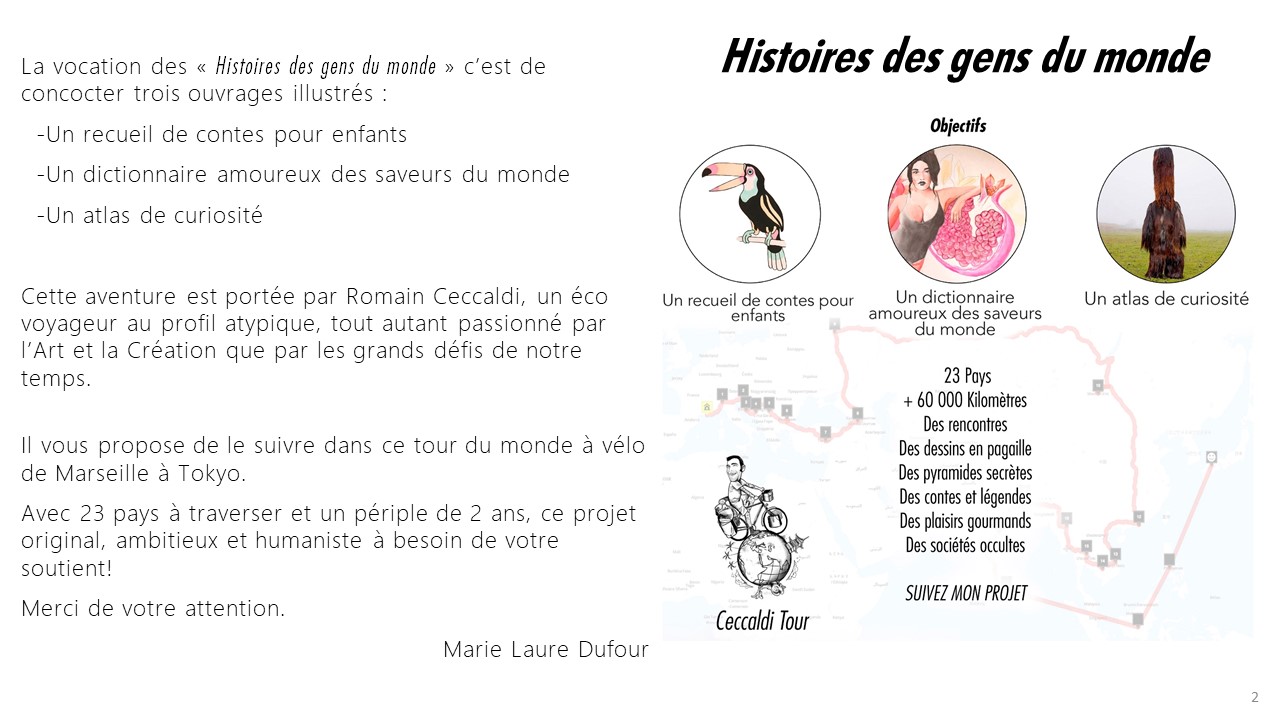 La vocation des « Histoires des gens du monde » c’est de
concocter trois ouvrages illustrés :
-Un recueil de contes pour enfants
-Un dictionnaire amoureux des saveurs du monde
-Un atlas de curiosité
Cette aventure est portée par Romain Ceccaldi, un éco
voyageur au profil atypique, tout autant passionné par
l’Art et la Création que par les grands défis de notre
temps.
Il vous propose de le suivre dans ce tour du monde à vélo
de Marseille à Tokyo.
Avec 23 pays à traverser et un périple de 2 ans, ce projet
original, ambitieux et humaniste à besoin de votre
soutient!
Merci de votre attention.
Marie Laure Dufour
Histoires des gens du monde
Objectifs
Un recueil de contes pour
enfants
Un dictionnaire
amoureux des saveurs
du monde
Un atlas de curiosité
23 Pays
+ 60 000 Kilomètres
Des rencontres
Des dessins en pagaille
Des pyramides secrètes
Des contes et légendes
Des plaisirs gourmands
Des sociétés occultes
SUIVEZ MON PROJET
Ceccaldi Tour
2